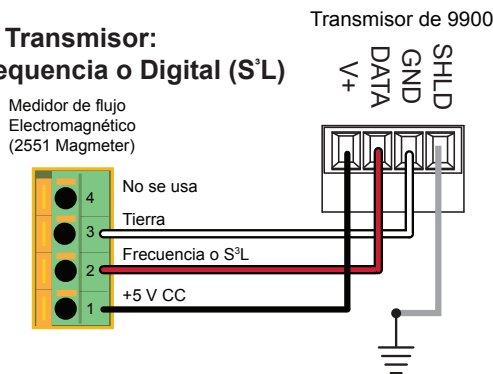 Transmisor de 9900
Transmisor:
equencia o Digital (S³L)
Medidor de flujo
Electromagnético
(2551 Magmeter)
V+
DATA
GND
SHLD
4
No se usa
3
Tierra
2
Frecuencia o S³L
1
+5 V CC